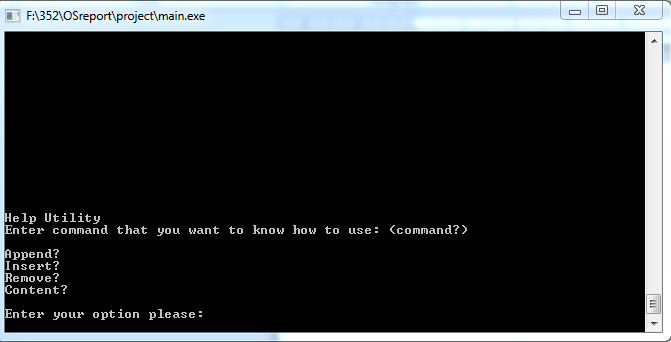 F:\352\OSreport\project\main.exe
Help Utility
Enter command that you want to know how to use: (command?)
Append?
Insert?
Remove?
Content?
Enter your option please: